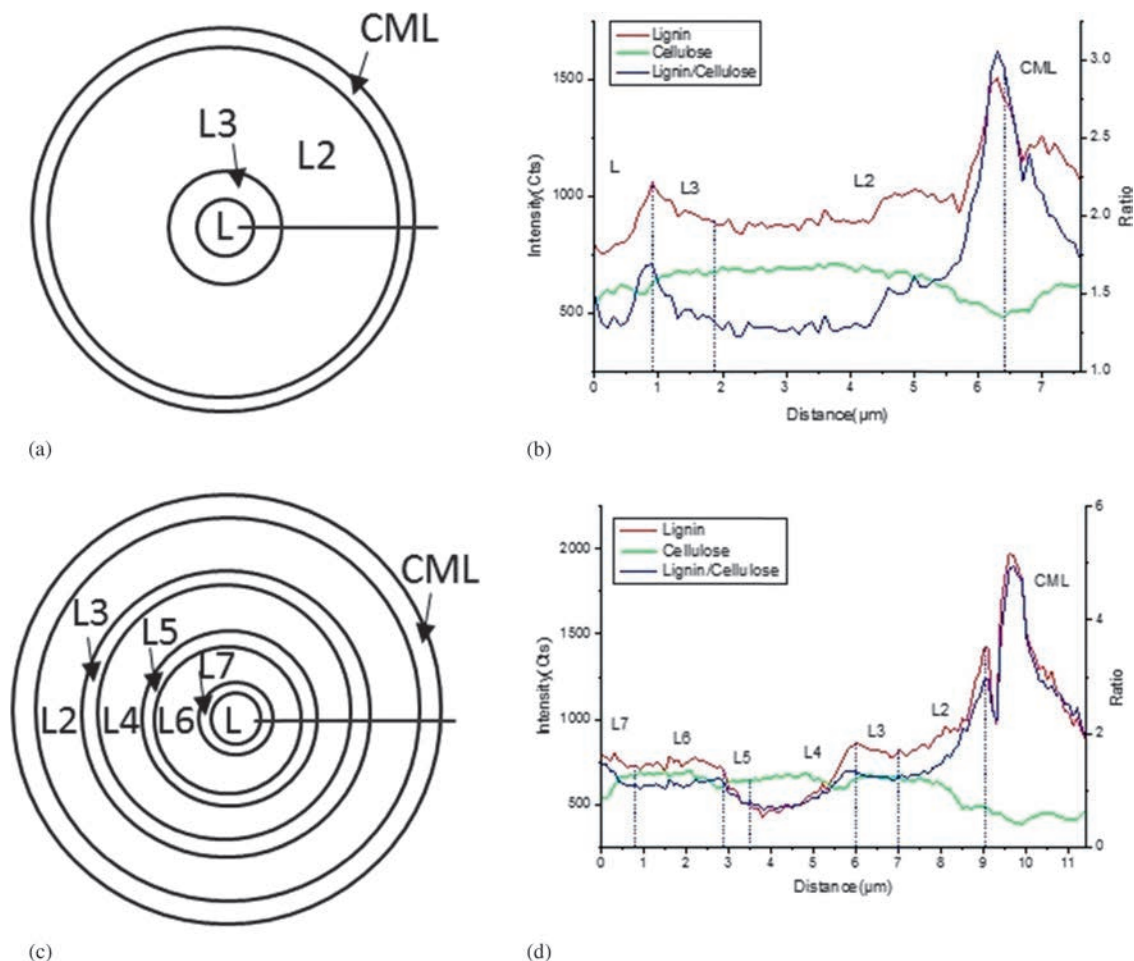 CML
L3
L2
L
(a)
Lignin
Cellulose
Lignin/Cellulose
CML
L
L3
L2
1500
1000
500
Intensity(Cts)
3.0
2.5
2.0
1.5
1.0
Ratio
0 1 2 3 4 5 6 7
Distance(µm)
(b)
CML
L3
L5
L7
L2 L4 L6 L
(c)
Lignin
Cellulose
Lignin/Cellulose
CML
L7 L6 L5 L4 L3 L2
2000
1500
1000
500
Intensity(Cts)
6
4
2
0
Ratio
0 1 2 3 4 5 6 7 8 9 10 11
Distance(µm)
(d)